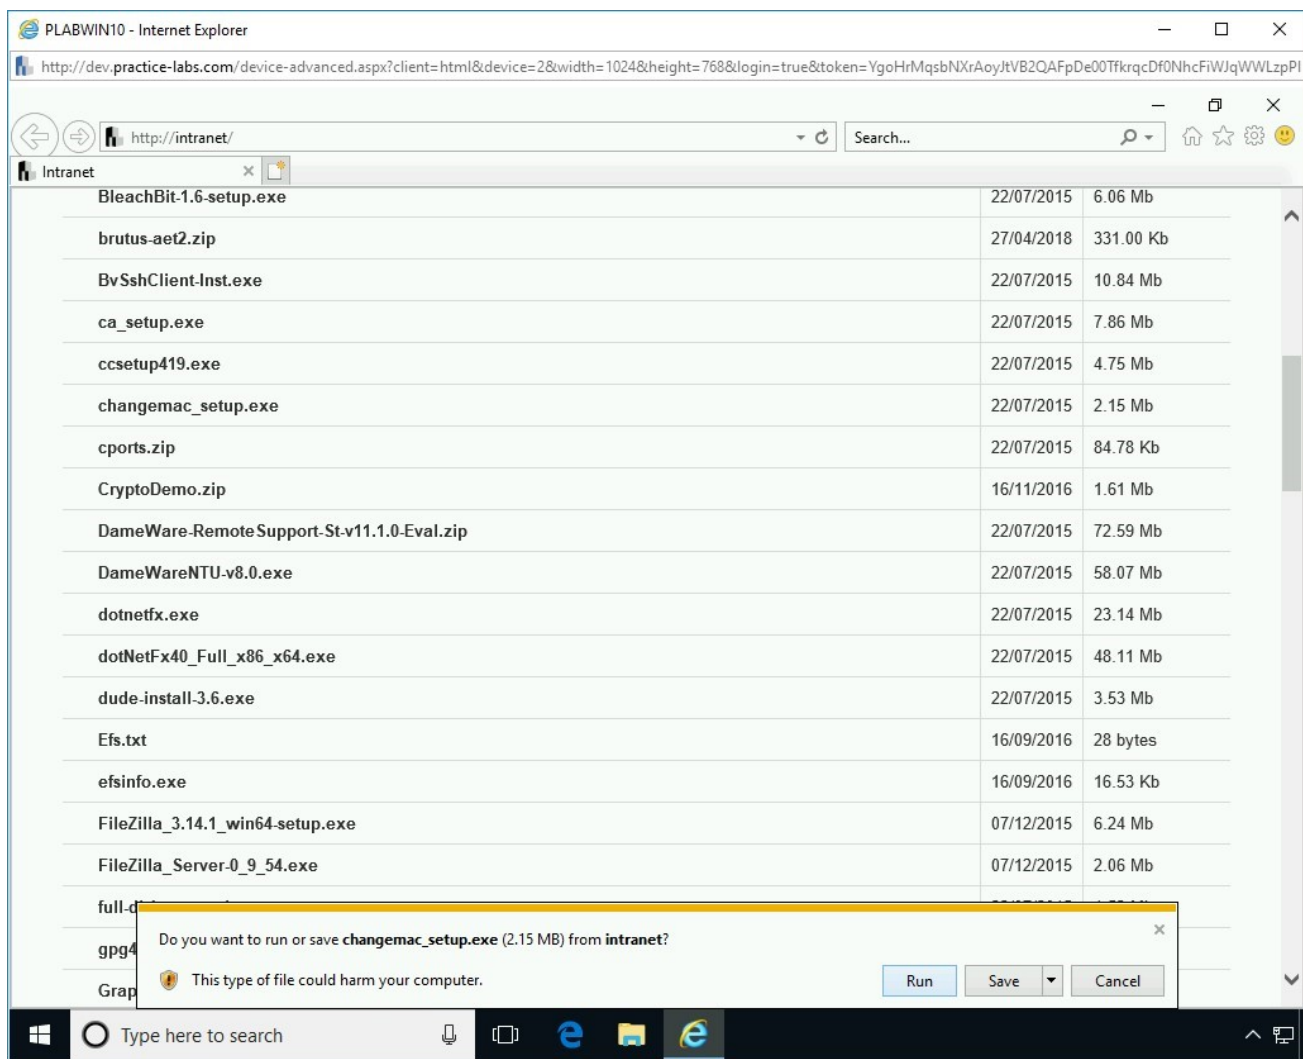 PLABWIN10 - Internet Explorer
http://dev.practice-labs.com/device-advanced.aspx?client=html&device=2&width=1024&height=768&login=true&token=YgoHrMqsbNXrAoyJtVB2QAFpDe00TfkrqcDf0NhcFiWJqWWLzpPl
http://intranet/ Search...
Intranet
BleachBit-1.6-setup.exe 22/07/2015 6.06 Mb
brutus-aet2.zip 27/04/2018 331.00 Kb
BvSshClient-Inst.exe 22/07/2015 10.84 Mb
ca_setup.exe 22/07/2015 7.86 Mb
ccsetup419.exe 22/07/2015 4.75 Mb
changemac_setup.exe 22/07/2015 2.15 Mb
cports.zip 22/07/2015 84.78 Kb
CryptoDemo.zip 16/11/2016 1.61 Mb
DameWare-RemoteSupport-St-v11.1.0-Eval.zip 22/07/2015 72.59 Mb
DameWareNTU-v8.0.exe 22/07/2015 58.07 Mb
dotnetfx.exe 22/07/2015 23.14 Mb
dotNetFx40_Full_x86_x64.exe 22/07/2015 48.11 Mb
dude-install-3.6.exe 22/07/2015 3.53 Mb
Efs.txt 16/09/2016 28 bytes
efsinfo.exe 16/09/2016 16.53 Kb
FileZilla_3.14.1_win64-setup.exe 07/12/2015 6.24 Mb
FileZilla_Server-0_9_54.exe 07/12/2015 2.06 Mb
full-d
gpg4
Grap
Do you want to run or save changemac_setup.exe (2.15 MB) from intranet?
This type of file could harm your computer.
Run Save Cancel
Type here to search